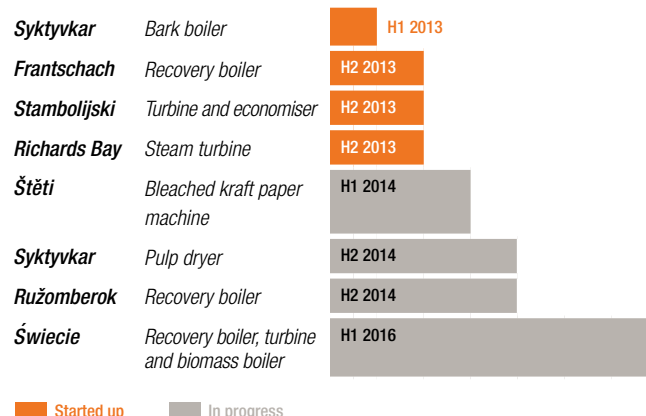 Syktyvkar Bark boiler H1 2013
Frantschach Recovery boiler H2 2013
Stambolijski Turbine and economiser H2 2013
Richards Bay Steam turbine H2 2013
Štěti Bleached kraft paper H1 2014
machine
Syktyvkar Pulp dryer H2 2014
Ružomberok Recovery boiler H2 2014
Świecie Recovery boiler, turbine H1 2016
and biomass boiler
Started up In progress